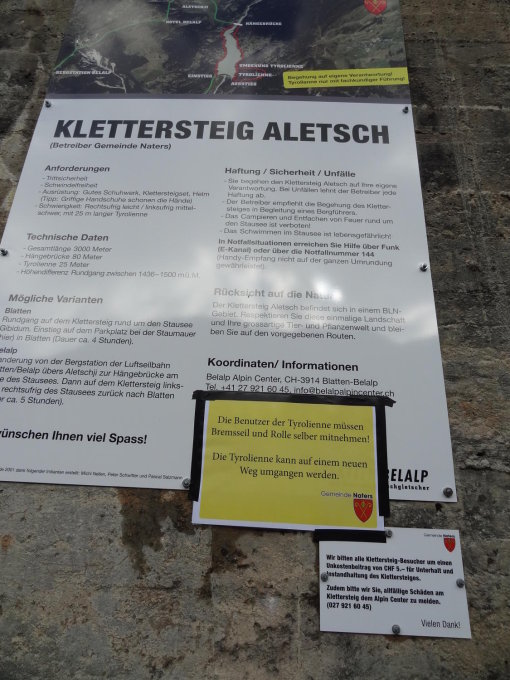 ALETSCHJI
HOTEL BELALP
HÄNGEBRÜCKE
BERGSTATION BELALP
UMGEHUNG TYROLIENNE
TYROLIENNE
EINSTIEG
Begehung auf eigene Verantwortung!
Tyrolienne nur mit fachkundiger Führung!
KLETTERSTEIG ALETSCH
(Betreiber Gemeinde Naters)
Anforderungen
- Trittsicherheit
- Schwindelfreiheit
- Ausrüstung: Gutes Schuhwerk, Klettersteigset, Helm
(Tipp: Griffige Handschuhe schonen die Hände)
- Schwierigkeit: Rechtsufrig leicht / linksufrig mittel-
schwer, mit 25 m langer Tyrolienne
Technische Daten
- Gesamtlänge 3000 Meter
- Hängebrücke 80 Meter
- Tyrolienne 25 Meter
- Höhendifferenz Rundgang zwischen 1436–1500 m.ü.M.
Mögliche Varianten
Blatten
Rundgang auf dem Klettersteig rund um den Stausee
Gibidum, Einstieg auf dem Parkplatz bei der Staumauer
hier) in Blatten (Dauer ca. 4 Stunden).
Belalp
anderung von der Bergstation der Luftseilbahn
tten/Belalp übers Aletschji zur Hängebrücke am
e des Stausees. Dann auf dem Klettersteig links-
rechtsufrig des Stausees zurück nach Blatten
r ca. 5 Stunden).
wünschen Ihnen viel Spass!
Haftung / Sicherheit / Unfälle
- Sie begehen den Klettersteig Aletsch auf Ihre eigene
Verantwortung. Bei Unfällen lehnt der Betreiber jede
Haftung ab.
- Der Betreiber empfiehlt die Begehung des Kletter-
steiges in Begleitung eines Bergführers.
- Das Campieren und Entfachen von Feuer rund um
den Stausee ist verboten!
- Das Schwimmen im Stausee ist lebensgefährlich!
In Notfallsituationen erreichen Sie Hilfe über Funk
(E-Kanal) oder über die Notfallnummer 144
(Handy-Empfang nicht auf der ganzen Umrundung
gewährleistet).
Rücksicht auf die Natur
Der Klettersteig Aletsch befindet sich in einem BLN-
Gebiet. Respektieren Sie diese einmalige Landschaft
und Ihre grossartige Tier- und Pflanzenwelt und blei-
ben Sie auf den vorgegebenen Routen.
Koordinaten/ Informationen
Belalp Alpin Center, CH-3914 Blatten-Belalp
Tel. +41 27 921 60 45, info@belalpalpincenter.ch
Die Benutzer der Tyrolienne müssen
Bremsseil und Rolle selber mitnehmen!
Die Tyrolienne kann auf einem neuen
Weg umgangen werden.
Gemeinde Naters
BELALP
Gemeinde Naters
Wir bitten alle Klettersteig-Besucher um einen
Unkostenbeitrag von CHF 5.– für Unterhalt und
Instandhaltung des Klettersteiges.
Zudem bitte wir Sie, allfällige Schäden am
Klettersteig dem Alpin Center zu melden.
(027 921 60 45)
Vielen Dank!